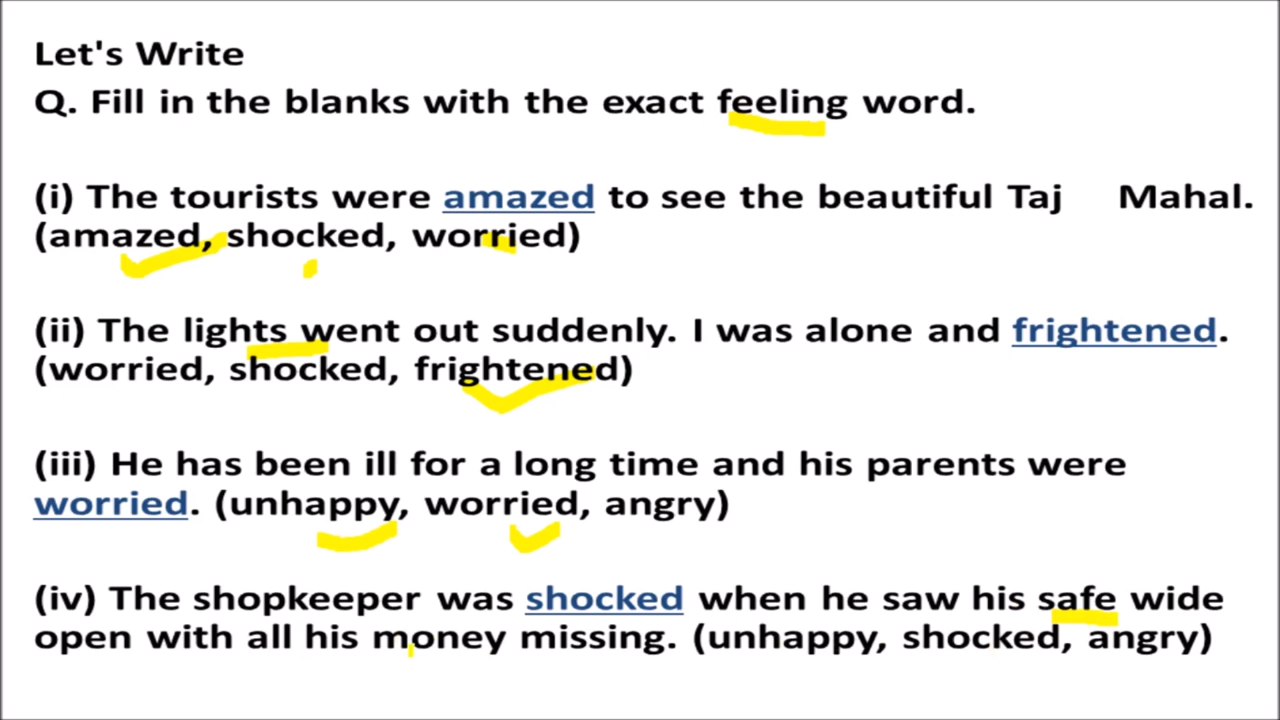 Let's Write
Q. Fill in the blanks with the exact feeling word.
(i) The tourists were amazed to see the beautiful Taj Mahal.
(amazed, shocked, worried)
(ii) The lights went out suddenly. I was alone and frightened.
(worried, shocked, frightened)
(iii) He has been ill for a long time and his parents were
worried. (unhappy, worried, angry)
(iv) The shopkeeper was shocked when he saw his safe wide
open with all his money missing. (unhappy, shocked, angry)